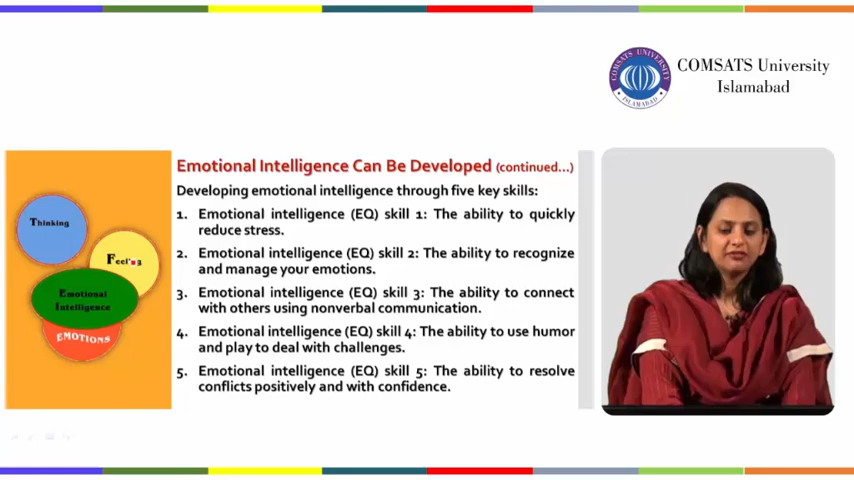 COMSATS University
Islamabad
COMSATS UNIVERSITY
ISLAMABAD
Emotional Intelligence Can Be Developed (continued...)
Developing emotional intelligence through five key skills:
1. Emotional intelligence (EQ) skill 1: The ability to quickly
reduce stress.
2. Emotional intelligence (EQ) skill 2: The ability to recognize
and manage your emotions.
3. Emotional intelligence (EQ) skill 3: The ability to connect
with others using nonverbal communication.
4. Emotional intelligence (EQ) skill 4: The ability to use humor
and play to deal with challenges.
5. Emotional intelligence (EQ) skill 5: The ability to resolve
conflicts positively and with confidence.
Thinking
Emotional
Intelligence
EMOTIONS